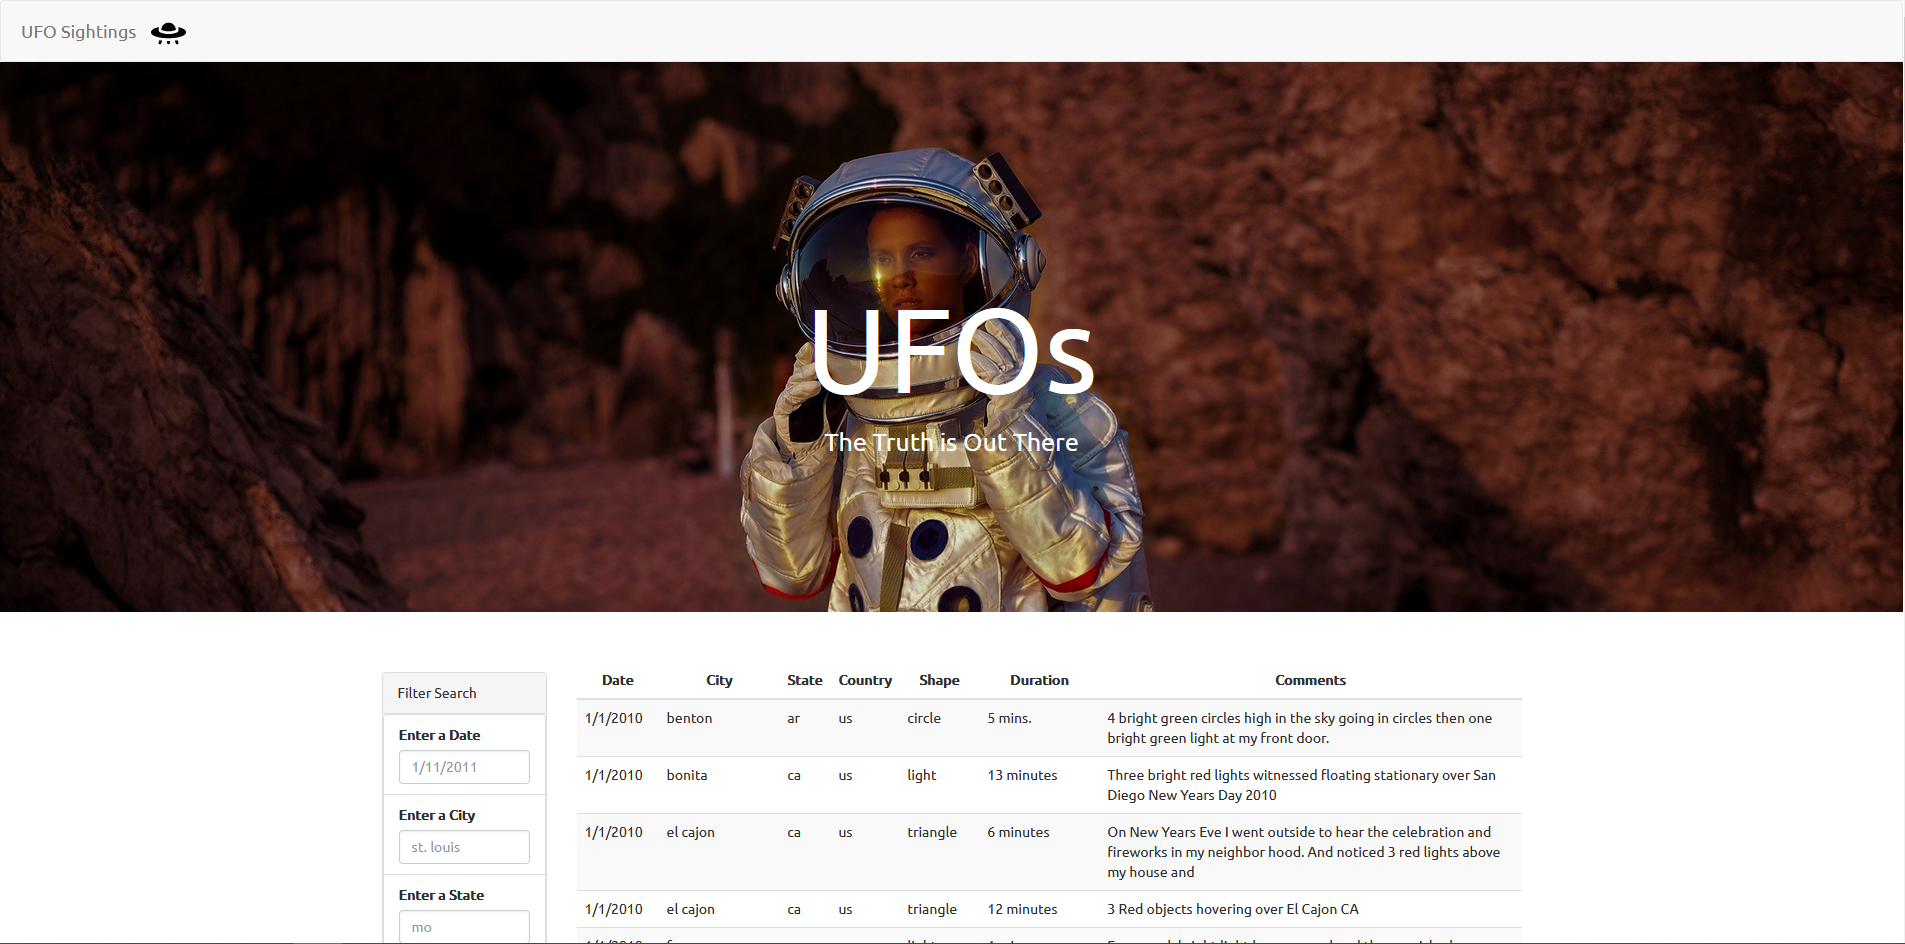 UFO Sightings
UFOs
The Truth is Out There
Filter Search
Enter a Date
1/11/2011
Enter a City
st. louis
Enter a State
mo
Date City State Country Shape Duration Comments
1/1/2010 benton ar us circle 5 mins. 4 bright green circles high in the sky going in circles then one
bright green light at my front door.
1/1/2010 bonita ca us light 13 minutes Three bright red lights witnessed floating stationary over San
Diego New Years Day 2010
1/1/2010 el cajon ca us triangle 6 minutes On New Years Eve I went outside to hear the celebration and
fireworks in my neighbor hood. And noticed 3 red lights above
my house and
1/1/2010 el cajon ca us triangle 12 minutes 3 Red objects hovering over El Cajon CA